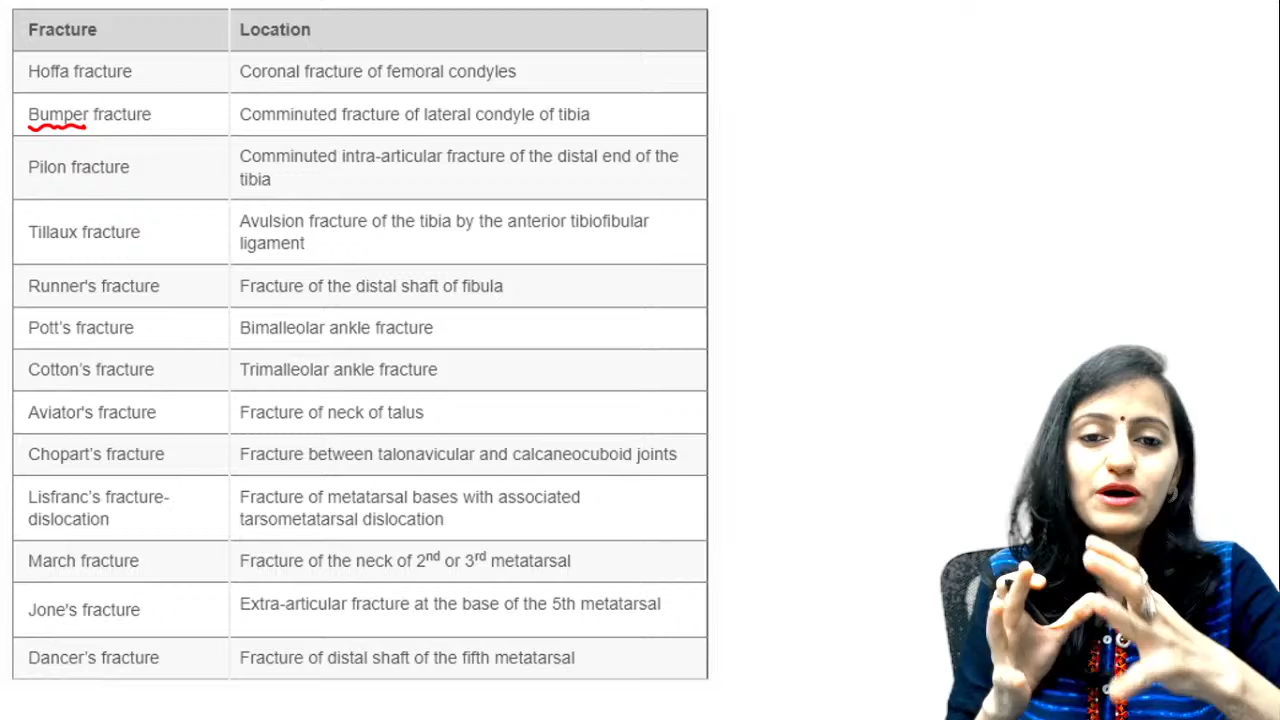 Fracture Location
Hoffa fracture Coronal fracture of femoral condyles
Bumper fracture Comminuted fracture of lateral condyle of tibia
Pilon fracture Comminuted intra-articular fracture of the distal end of the
tibia
Tillaux fracture Avulsion fracture of the tibia by the anterior tibiofibular
ligament
Runner's fracture Fracture of the distal shaft of fibula
Pott's fracture Bimalleolar ankle fracture
Cotton's fracture Trimalleolar ankle fracture
Aviator's fracture Fracture of neck of talus
Chopart's fracture Fracture between talonavicular and calcaneocuboid joints
Lisfranc's fracture- Fracture of metatarsal bases with associated
dislocation tarsometatarsal dislocation
March fracture Fracture of the neck of 2nd or 3rd metatarsal
Jone's fracture Extra-articular fracture at the base of the 5th metatarsal
Dancer's fracture Fracture of distal shaft of the fifth metatarsal